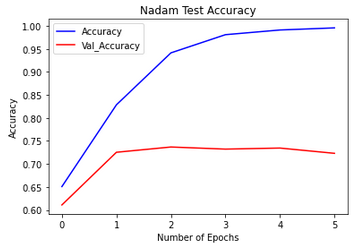 Nadam Test Accuracy
Accuracy
Val_Accuracy
Accuracy
1.00
0.95
0.90
0.85
0.80
0.75
0.70
0.65
0.60
0 1 2 3 4 5
Number of Epochs